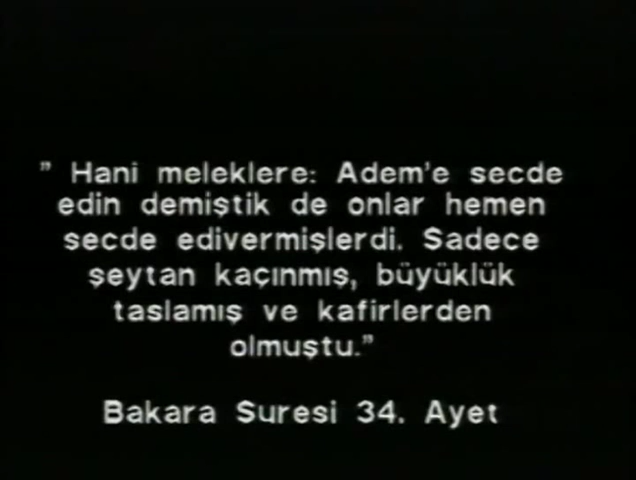 " Hani meleklere: Adem'e secde
edin demiştik de onlar hemen
secde edivermişlerdi. Sadece
şeytan kaçınmış, büyüklük
taslamış ve kafirlerden
olmuştu."
Bakara Suresi 34. Ayet